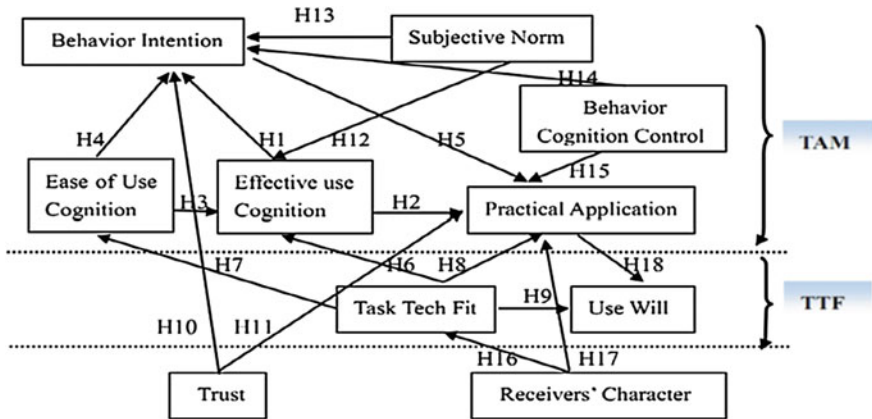 H13
Behavior Intention
Subjective Norm
H14
Behavior
Cognition Control
TAM
H4
H1
H12
H5
H15
Ease of Use
Cognition
H3
Effective use
Cognition
H2
Practical Application
H7
H6
H8
H18
Task Tech Fit
H9
Use Will
TTF
H10
H11
H16
H17
Trust
Receivers' Character